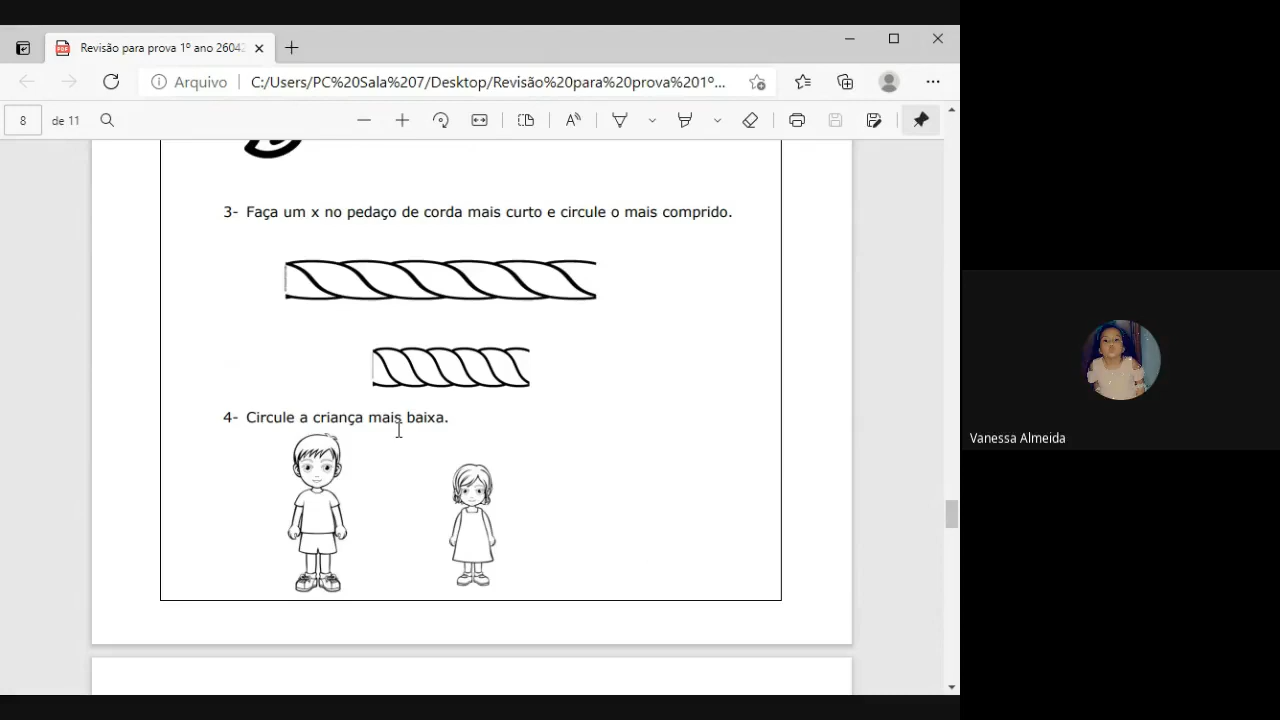 Revisão para prova 1º ano 26042
Arquivo C:/Users/PC%20Sala%207/Desktop/Revisão%20para%20prova%201º...
8 de 11
3- Faça um x no pedaço de corda mais curto e circule o mais comprido.
4- Circule a criança mais baixa.
Vanessa Almeida